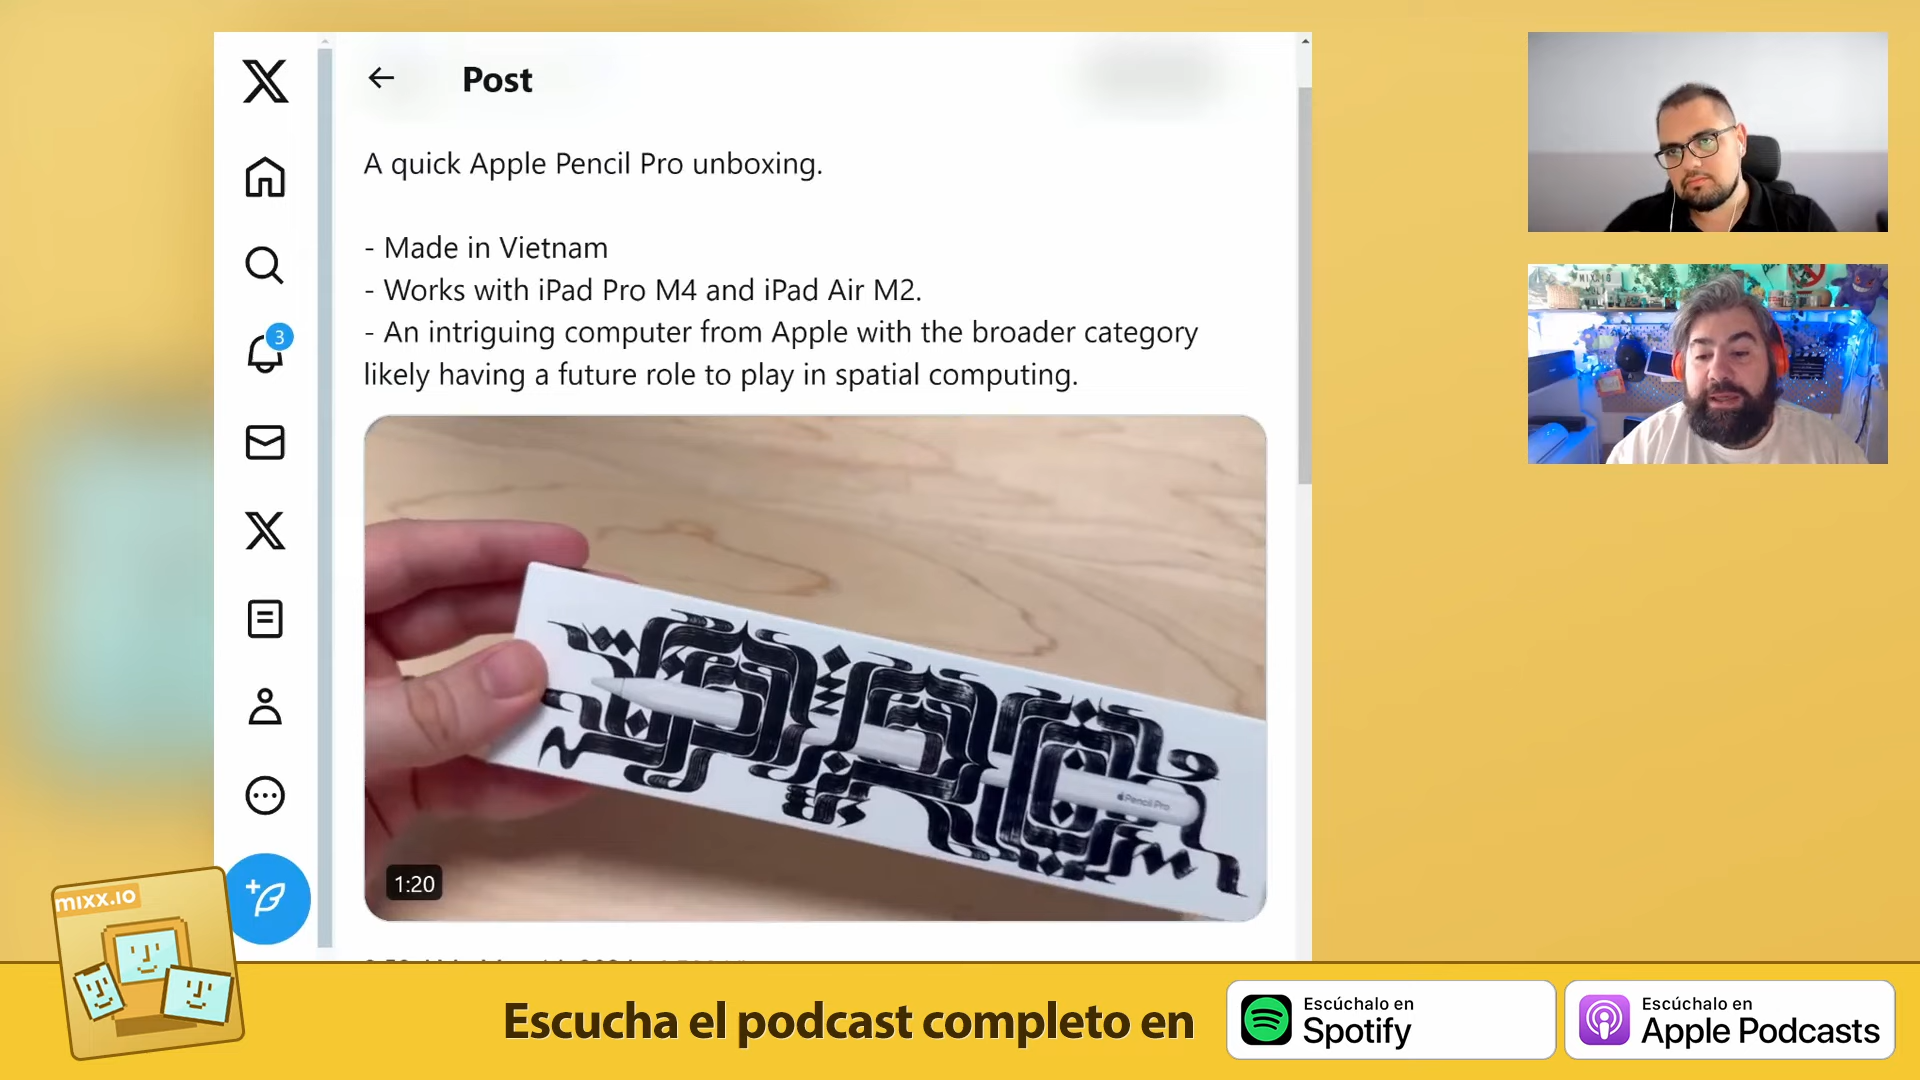 Post
A quick Apple Pencil Pro unboxing.
- Made in Vietnam
- Works with iPad Pro M4 and iPad Air M2.
- An intriguing computer from Apple with the broader category
likely having a future role to play in spatial computing.
3
Pencil Pro
1:20
mixx.io
Escucha el podcast completo en
Escúchalo en
Spotify
Escúchalo en
Apple Podcasts